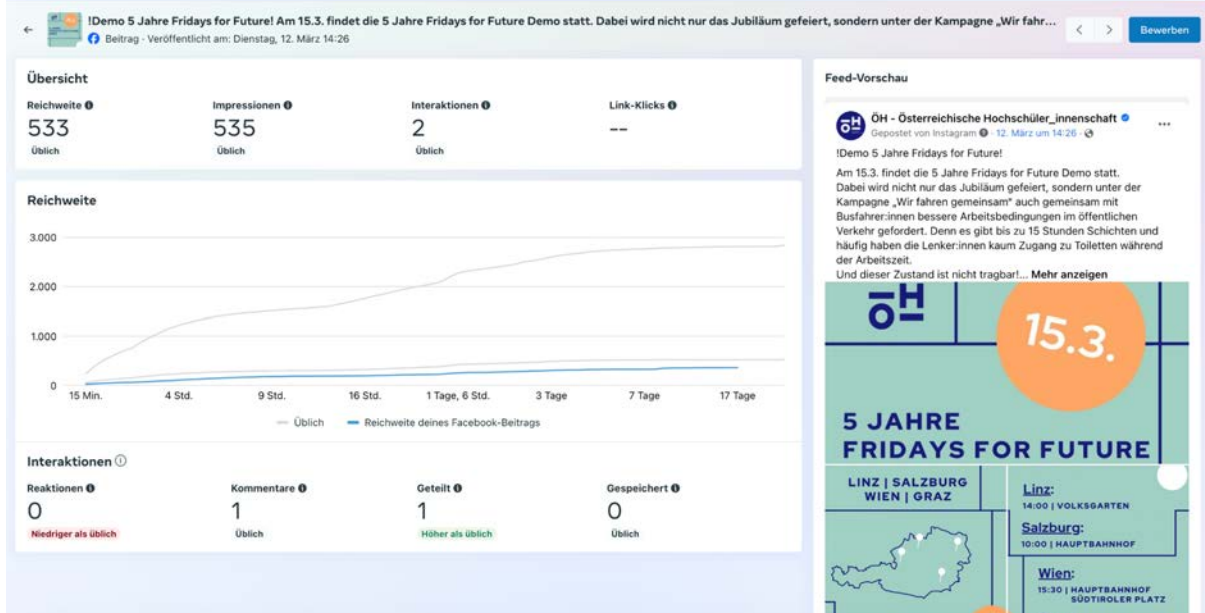 !Demo 5 Jahre Fridays for Future! Am 15.3. findet die 5 Jahre Fridays for Future Demo statt. Dabei wird nicht nur das Jubiläum gefeiert, sondern unter der Kampagne „Wir fahr...
Beitrag · Veröffentlicht am: Dienstag, 12. März 14:26
Bewerben
Übersicht
Reichweite
Impressionen
Interaktionen
Link-Klicks
533
535
2
--
Üblich
Üblich
Üblich
Reichweite
3.000
2.000
1.000
0
15 Min.
4 Std.
9 Std.
16 Std.
1 Tage, 6 Std.
3 Tage
7 Tage
17 Tage
Üblich
Reichweite deines Facebook-Beitrags
Interaktionen
Reaktionen
Kommentare
Geteilt
Gespeichert
0
1
1
0
Niedriger als üblich
Üblich
Höher als üblich
Üblich
Feed-Vorschau
ÖH - Österreichische Hochschüler_innenschaft
Gepostet von Instagram · 12. März um 14:26 ·
!Demo 5 Jahre Fridays for Future!
Am 15.3. findet die 5 Jahre Fridays for Future Demo statt.
Dabei wird nicht nur das Jubiläum gefeiert, sondern unter der
Kampagne „Wir fahren gemeinsam“ auch gemeinsam mit
Busfahrer:innen bessere Arbeitsbedingungen im öffentlichen
Verkehr gefordert. Denn es gibt bis zu 15 Stunden Schichten und
häufig haben die Lenker:innen kaum Zugang zu Toiletten während
der Arbeitszeit.
Und dieser Zustand ist nicht tragbar!... Mehr anzeigen
ÖH
15.3.
5 JAHRE
FRIDAYS FOR FUTURE
LINZ | SALZBURG
WIEN | GRAZ
Linz:
14:00 | VOLKSGARTEN
Salzburg:
10:00 | HAUPTBAHNHOF
Wien:
15:30 | HAUPTBAHNHOF
SÜDTIROLER PLATZ